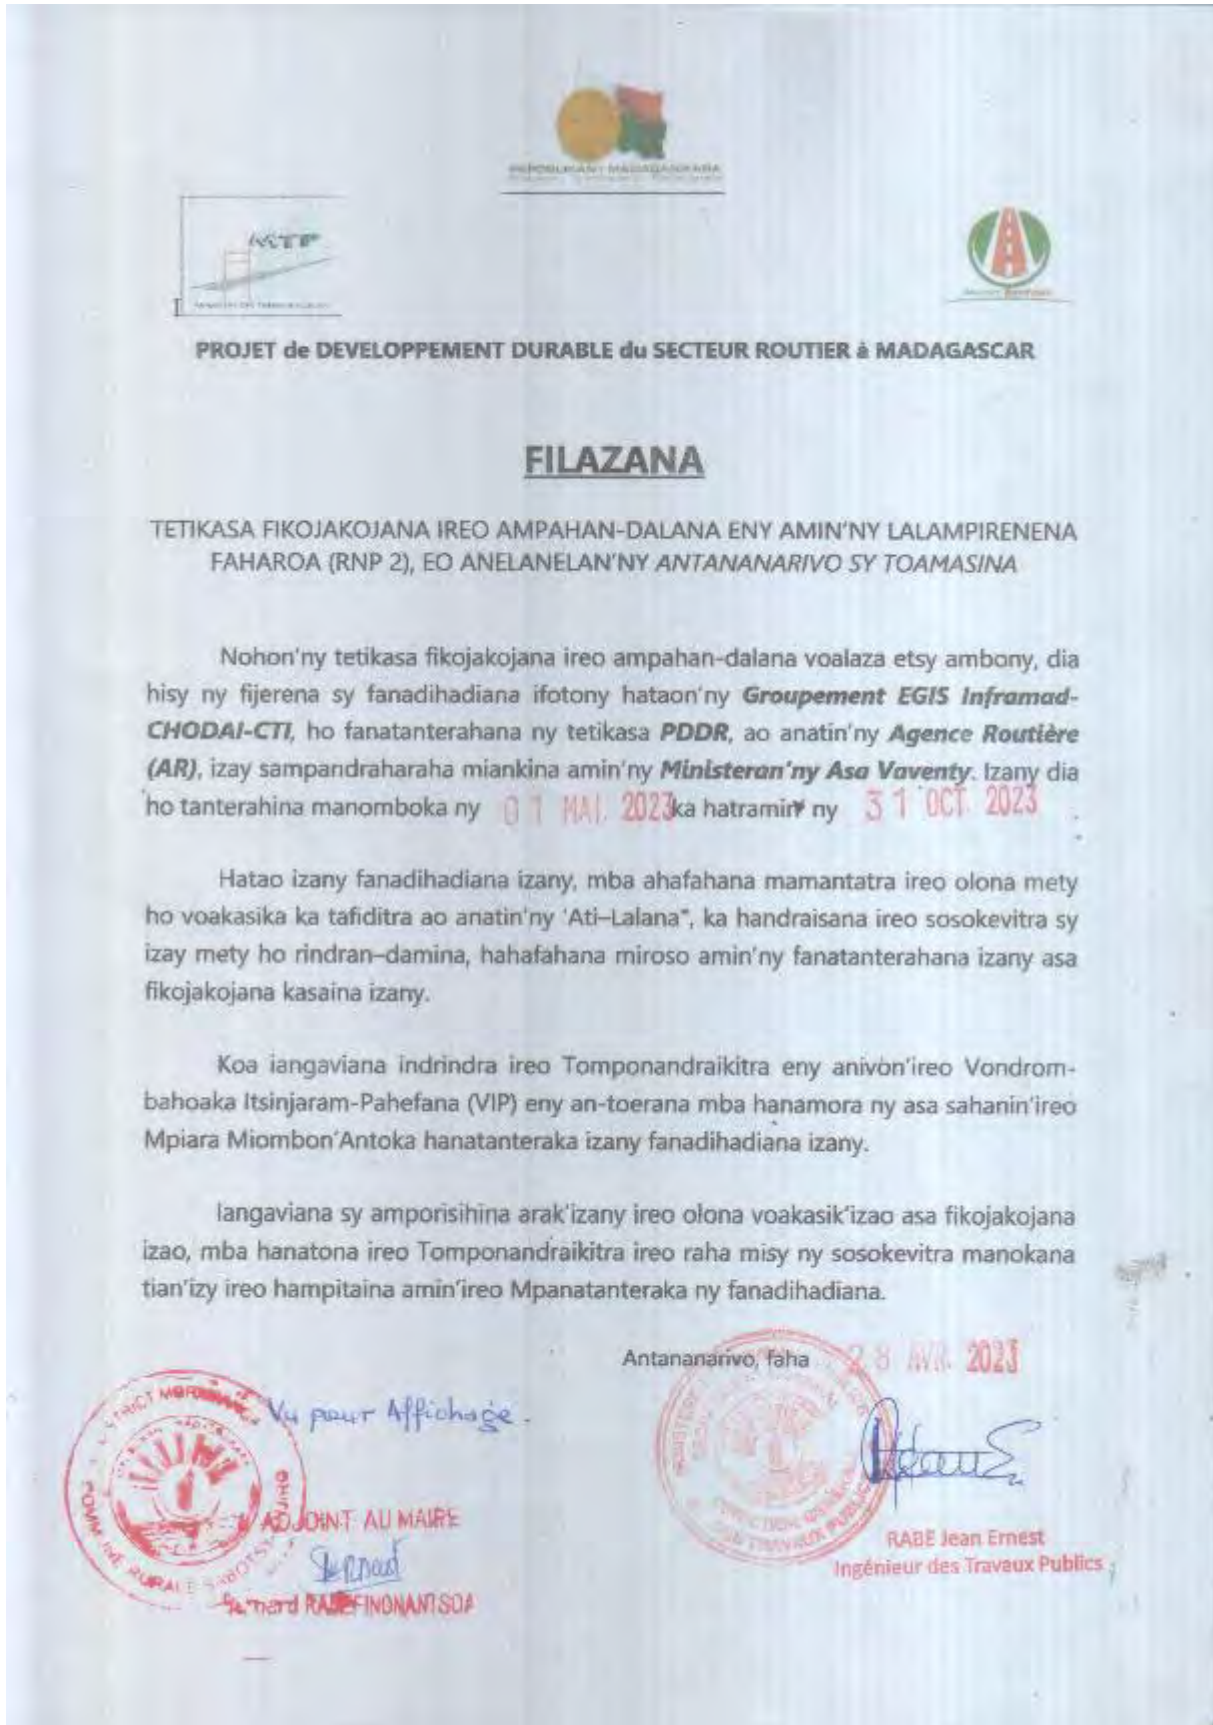 REPOBLIKAN'I MADAGASIKARA
MTP
PROJET de DEVELOPPEMENT DURABLE du SECTEUR ROUTIER à MADAGASCAR
FILAZANA
TETIKASA FIKOJAKOJANA IREO AMPAHAN-DALANA ENY AMIN'NY LALAMPIRENENA
FAHAROA (RNP 2), EO ANELANELAN'NY ANTANANARIVO SY TOAMASINA
Nohon'ny tetikasa fikojakojana ireo ampahan-dalana voalaza etsy ambony, dia
hisy ny fijerena sy fanadihadiana ifotony hataon'ny Groupement EGIS Inframad-
CHODAI-CTI, ho fanatanterahana ny tetikasa PDDR, ao anatin'ny Agence Routière
(AR), izay sampandraharaha miankina amin'ny Ministeran'ny Asa Vaventy. Izany dia
ho tanterahina manomboka ny 01 MAI. 2023 ka hatramin' ny 31 OCT. 2023 .
Hatao izany fanadihadiana izany, mba ahafahana mamantatra ireo olona mety
ho voakasika ka tafiditra ao anatin'ny 'Ati–Lalana", ka handraisana ireo sosokevitra sy
izay mety ho rindran–damina, hahafahana miroso amin'ny fanatanterahana izany asa
fikojakojana kasaina izany.
Koa iangaviana indrindra ireo Tomponandraikitra eny anivon'ireo Vondrom-
bahoaka Itsinjaram-Pahefana (VIP) eny an-toerana mba hanamora ny asa sahanin'ireo
Mpiara Miombon'Antoka hanatanteraka izany fanadihadiana izany.
Iangaviana sy amporisihina arak'izany ireo olona voakasik'izao asa fikojakojana
izao, mba hanatona ireo Tomponandraikitra ireo raha misy ny sosokevitra manokana
tian'izy ireo hampitaina amin'ireo Mpanatanteraka ny fanadihadiana.
Antananarivo, faha 28 AVR. 2023
Vu pour Affichage.
COMMUNE RURALE
TRAVAUX PUBLICS
ADJOINT AU MAIRE
RABE Jean Ernest
Ingénieur des Travaux Publics